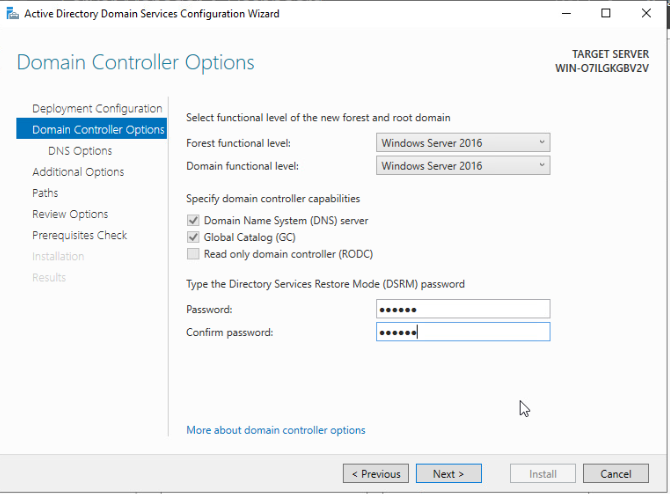 Active Directory Domain Services Configuration Wizard
Domain Controller Options
TARGET SERVER
WIN-O7ILGKGBV2V
Deployment Configuration
Domain Controller Options
DNS Options
Additional Options
Paths
Review Options
Prerequisites Check
Installation
Results
Select functional level of the new forest and root domain
Forest functional level: Windows Server 2016
Domain functional level: Windows Server 2016
Specify domain controller capabilities
Domain Name System (DNS) server
Global Catalog (GC)
Read only domain controller (RODC)
Type the Directory Services Restore Mode (DSRM) password
Password: ●●●●●●
Confirm password: ●●●●●●
More about domain controller options
< Previous Next > Install Cancel